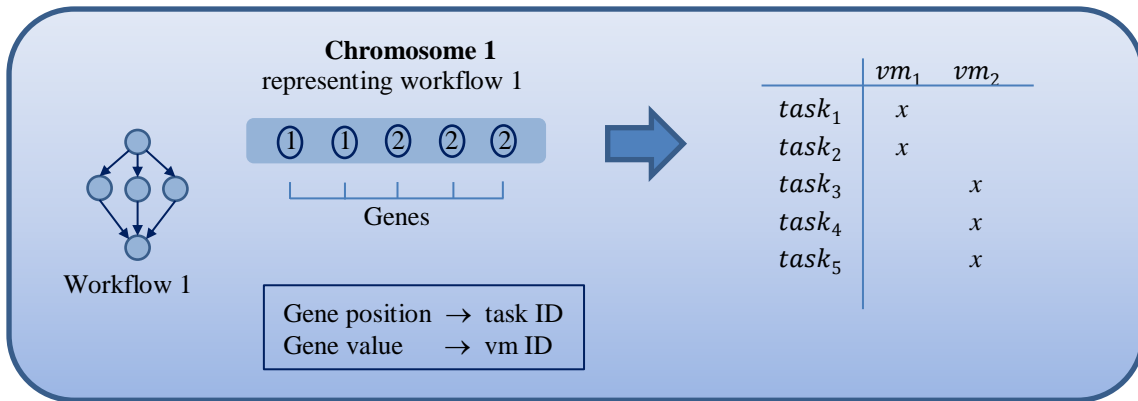 Chromosome 1
representing workflow 1
1 1 2 2 2
Genes
Workflow 1
Gene position → task ID
Gene value → vm ID
vm₁ vm₂
task₁ x
task₂ x
task₃ x
task₄ x
task₅ x